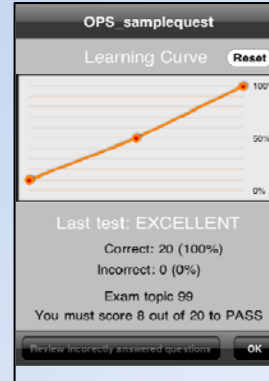 OPS_samplequest
Learning Curve
Reset
100%
50%
0%
Last test: EXCELLENT
Correct: 20 (100%)
Incorrect: 0 (0%)
Exam topic 99
You must score 8 out of 20 to PASS
Review incorectly answered questions
OK